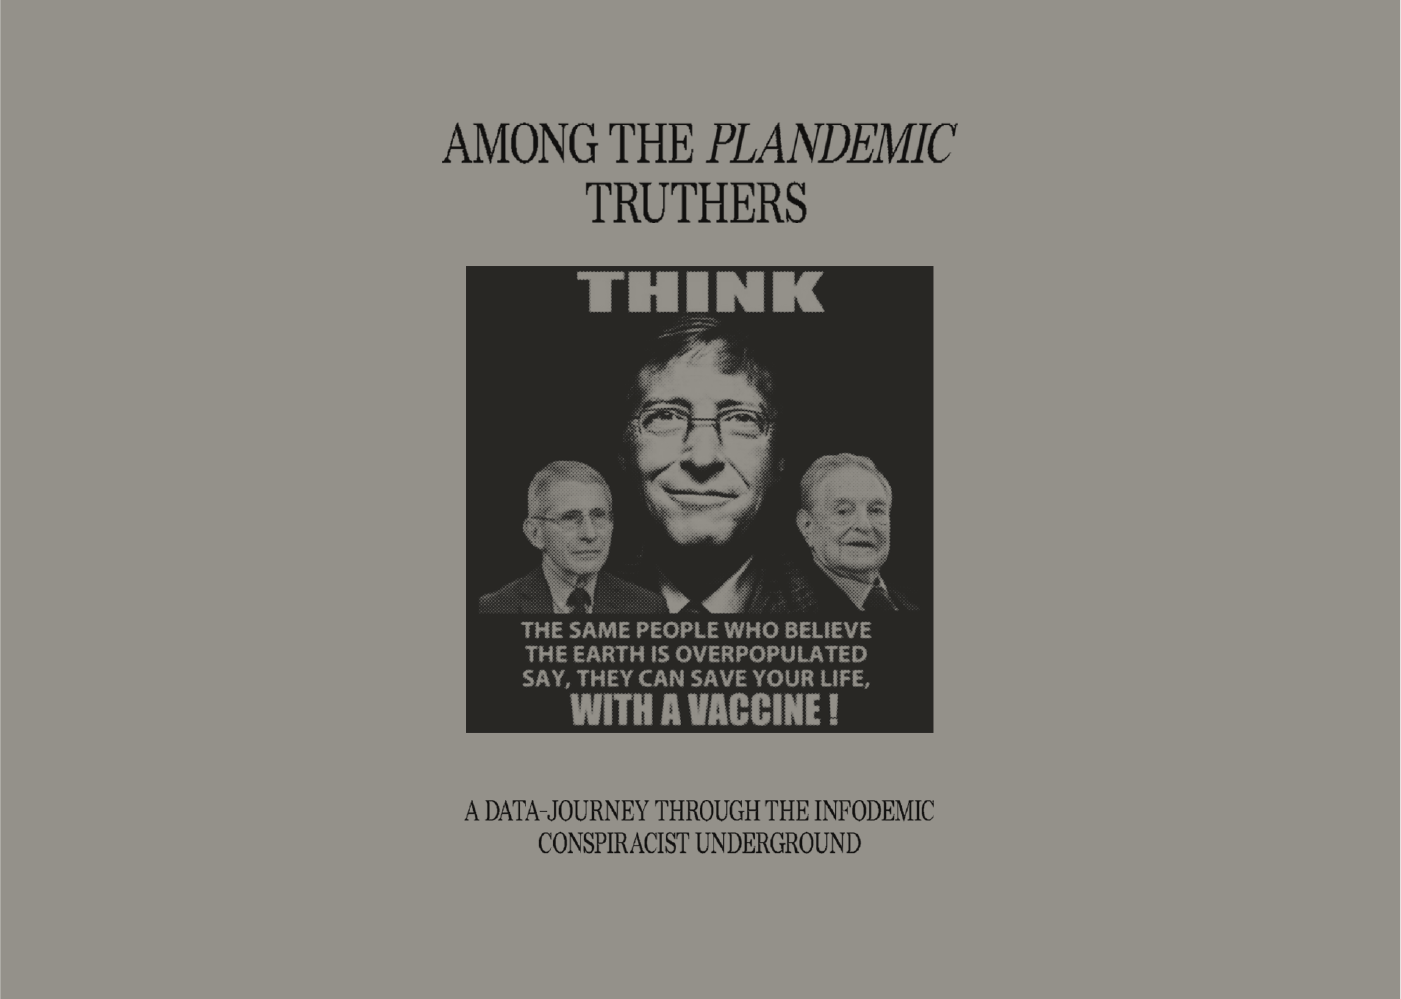 AMONG THE PLANDEMIC
TRUTHERS
THINK
THE SAME PEOPLE WHO BELIEVE
THE EARTH IS OVERPOPULATED
SAY, THEY CAN SAVE YOUR LIFE,
WITH A VACCINE !
A DATA-JOURNEY THROUGH THE INFODEMIC
CONSPIRACIST UNDERGROUND